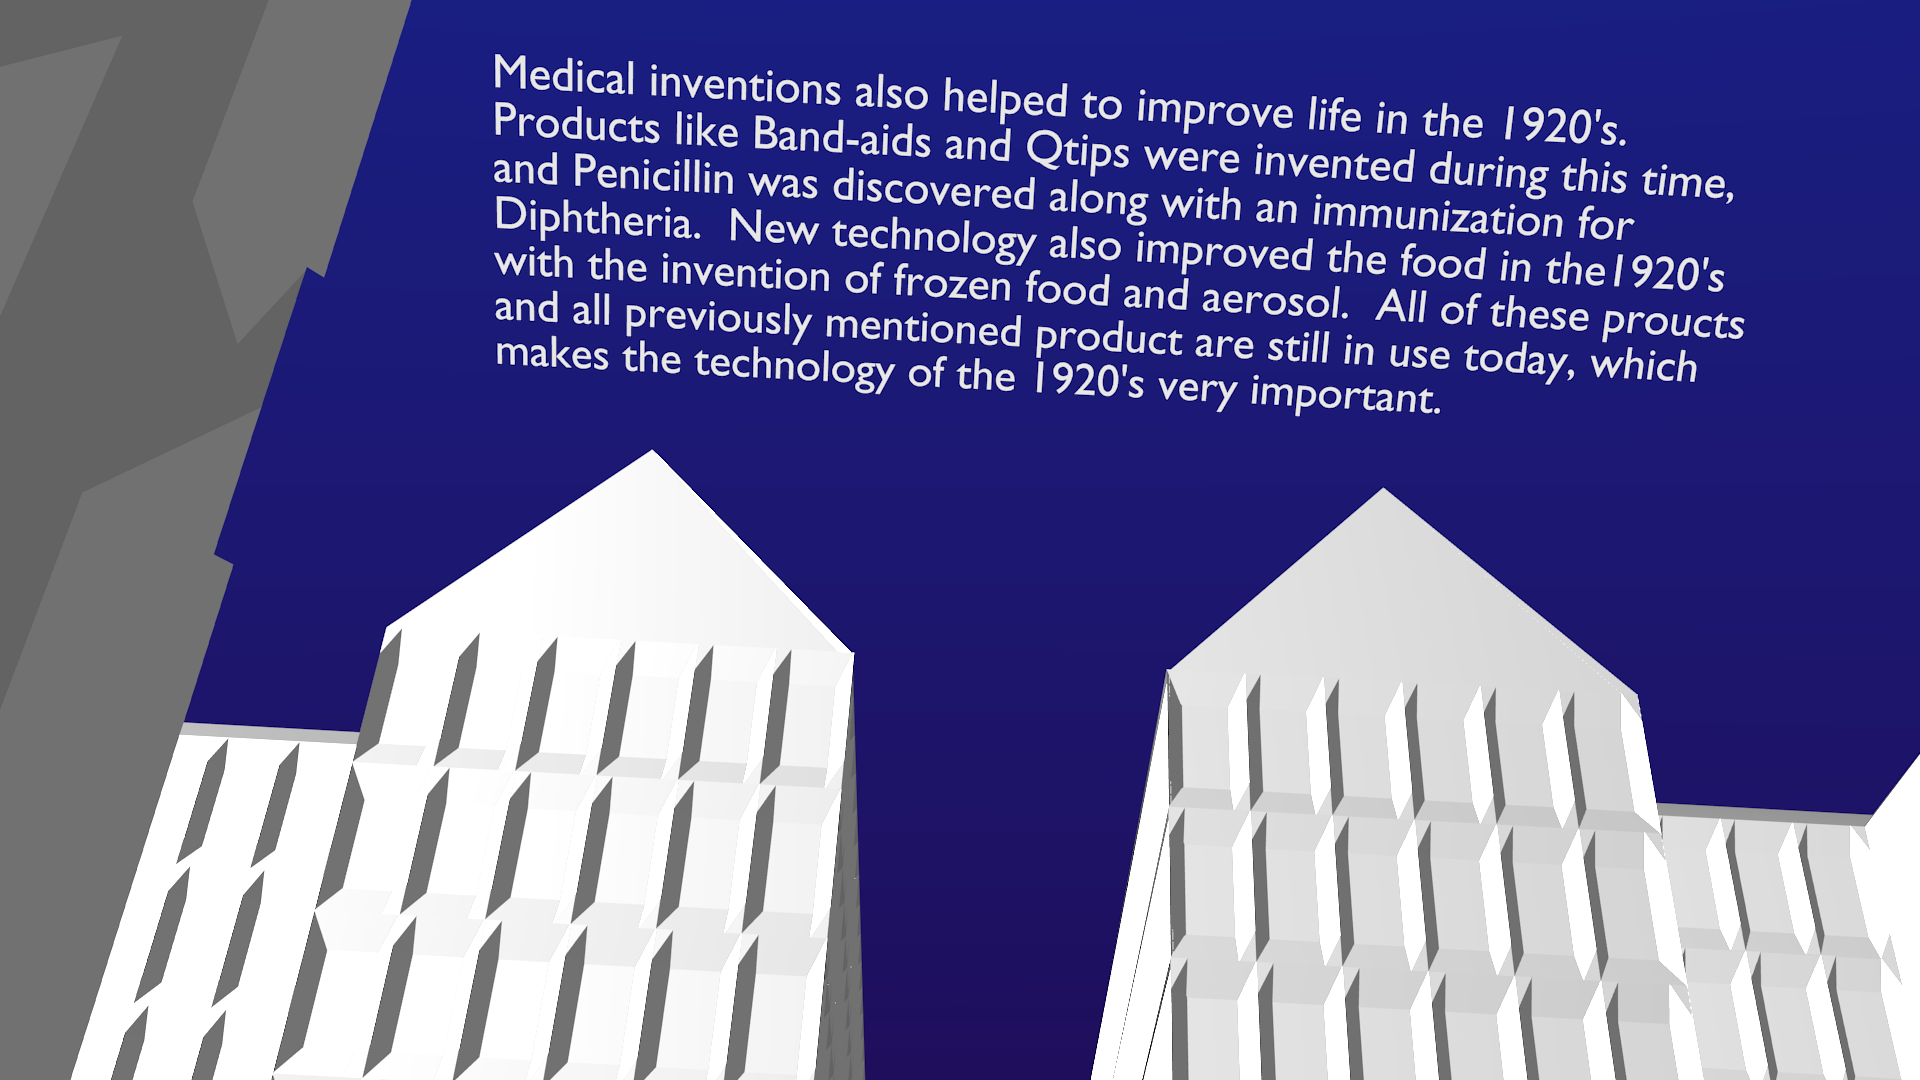 Medical inventions also helped to improve life in the 1920's.
Products like Band-aids and Qtips were invented during this time,
and Penicillin was discovered along with an immunization for
Diphtheria.  New technology also improved the food in the1920's
with the invention of frozen food and aerosol.  All of these proucts
and all previously mentioned product are still in use today, which
makes the technology of the 1920's very important.